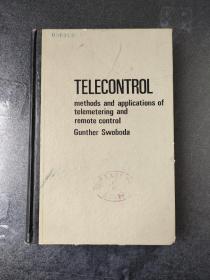 TELECONTROL
methods and applications of
telemetering and
remote control
Gunther Swoboda